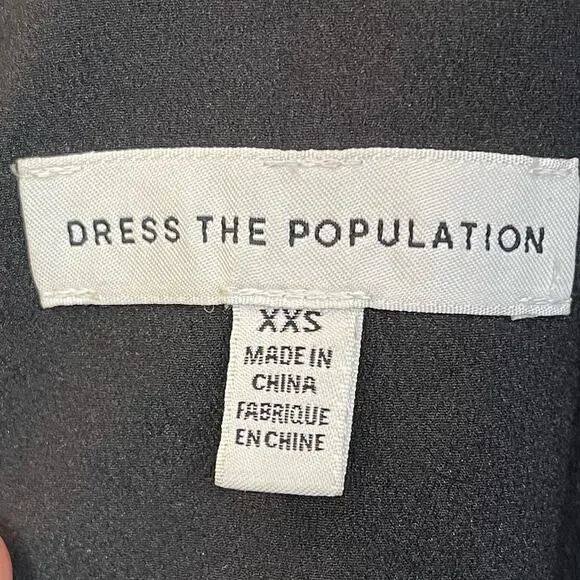 DRESS THE POPULATION
XXS
MADE IN
CHINA
FABRIQUE
EN CHINE